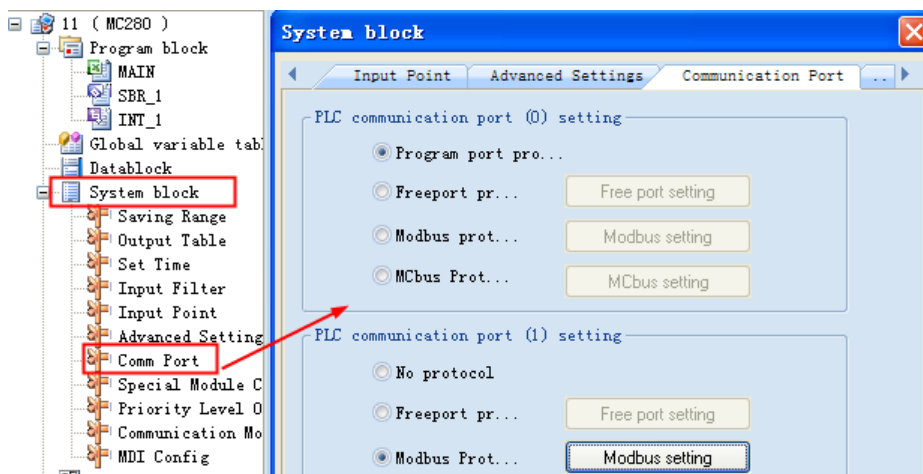 11 ( MC280 )
Program block
MAIN
SBR_1
INT_1
Global variable tab
Datablock
System block
Saving Range
Output Table
Set Time
Input Filter
Input Point
Advanced Setting
Comm Port
Special Module C
Priority Level O
Communication Mo
MDI Config
System block
Input Point
Advanced Settings
Communication Port
..
PLC communication port (0) setting
Program port pro...
Freeport pr...
Free port setting
Modbus prot...
Modbus setting
MCbus Prot...
MCbus setting
PLC communication port (1) setting
No protocol
Freeport pr...
Free port setting
Modbus Prot...
Modbus setting